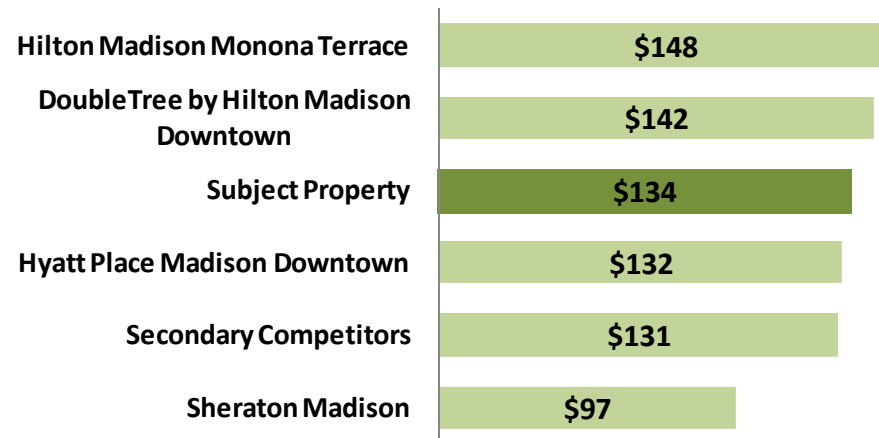 Hilton Madison Monona Terrace $148
DoubleTree by Hilton Madison
Downtown $142
Subject Property $134
Hyatt Place Madison Downtown $132
Secondary Competitors $131
Sheraton Madison $97